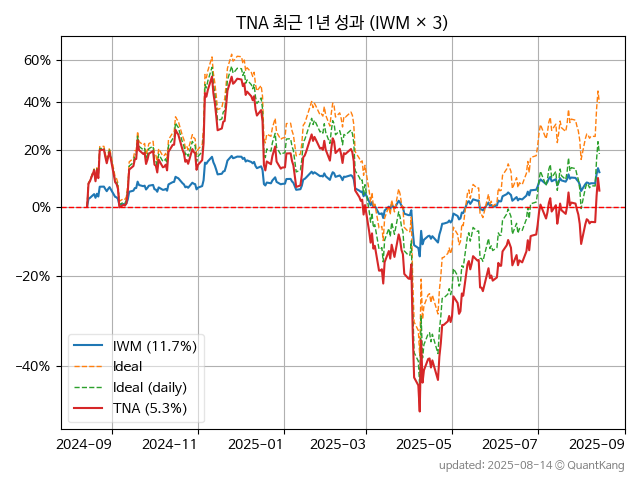 TNA 최근 1년 성과 (IWM × 3)
60%
40%
20%
0%
−20%
−40%
IWM (11.7%)
Ideal
Ideal (daily)
TNA (5.3%)
2024-09 2024-11 2025-01 2025-03 2025-05 2025-07 2025-09
updated: 2025-08-14 © QuantKang